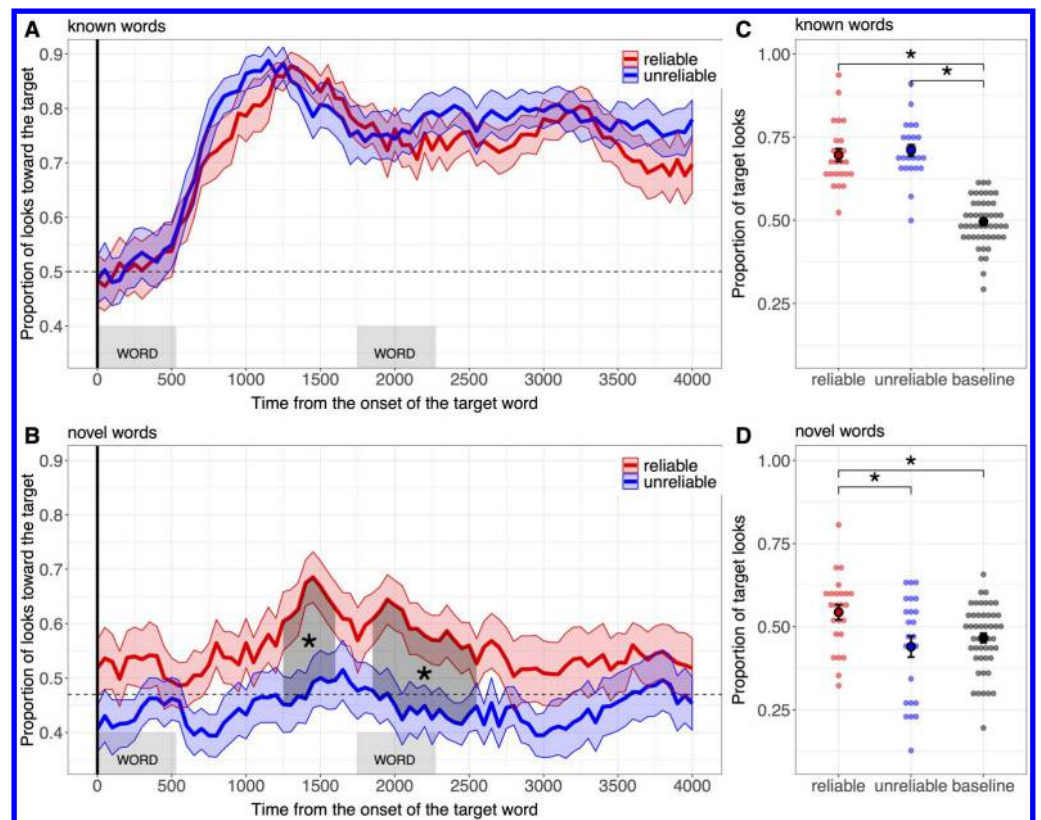 A known words
Proportion of looks toward the target
0.9
0.8
0.7
0.6
0.5
0.4
reliable
unreliable
WORD WORD
0 500 1000 1500 2000 2500 3000 3500 4000
Time from the onset of the target word
C known words
Proportion of target looks
1.00
0.75
0.50
0.25
* 
*
reliable unreliable baseline
B novel words
Proportion of looks toward the target
0.9
0.8
0.7
0.6
0.5
0.4
reliable
unreliable
*
*
WORD WORD
0 500 1000 1500 2000 2500 3000 3500 4000
Time from the onset of the target word
D novel words
Proportion of target looks
1.00
0.75
0.50
0.25
*
*
reliable unreliable baseline